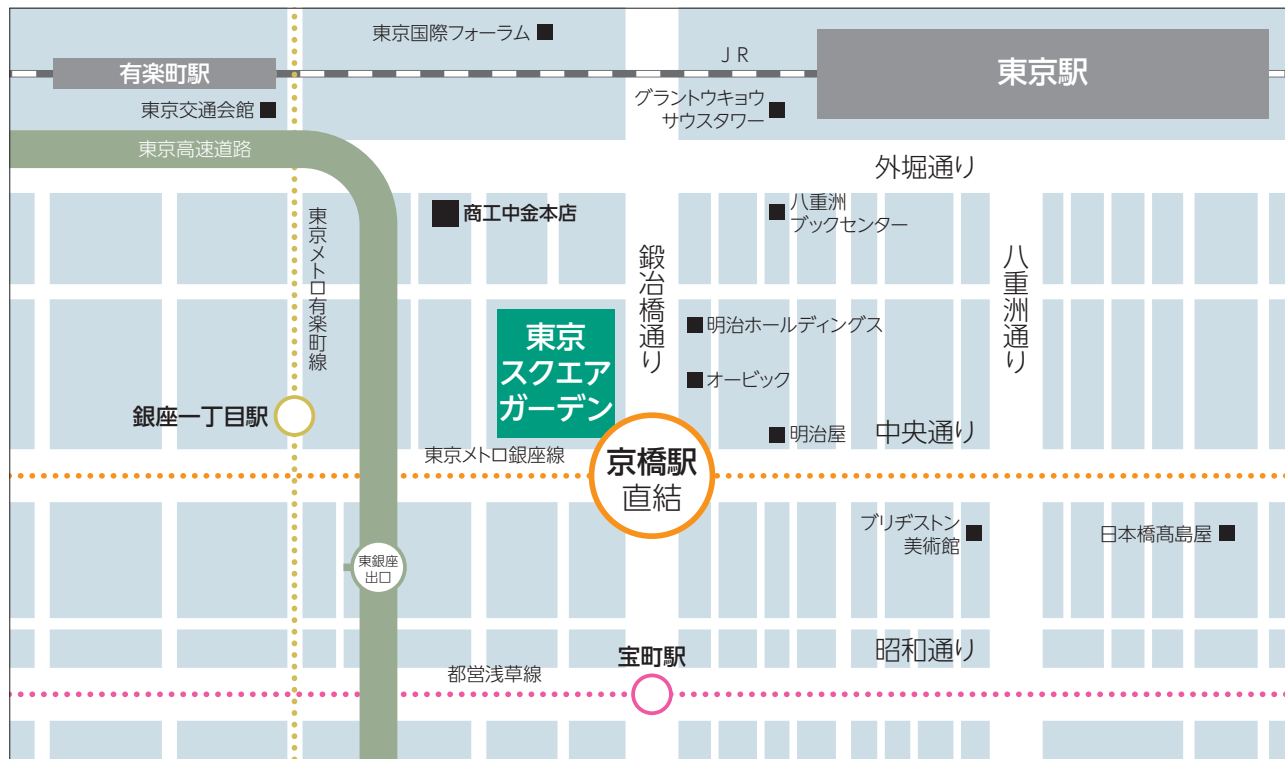 東京国際フォーラム
JR
有楽町駅
東京駅
東京交通会館
グラントウキョウ
サウスタワー
東京高速道路
外堀通り
商工中金本店
八重洲
ブックセンター
東京メトロ有楽町線
鍛冶橋通り
八重洲通り
東京
スクエア
ガーデン
明治ホールディングス
オービック
銀座一丁目駅
明治屋
中央通り
東京メトロ銀座線
京橋駅
直結
ブリヂストン
美術館
日本橋髙島屋
東銀座
出口
宝町駅
昭和通り
都営浅草線